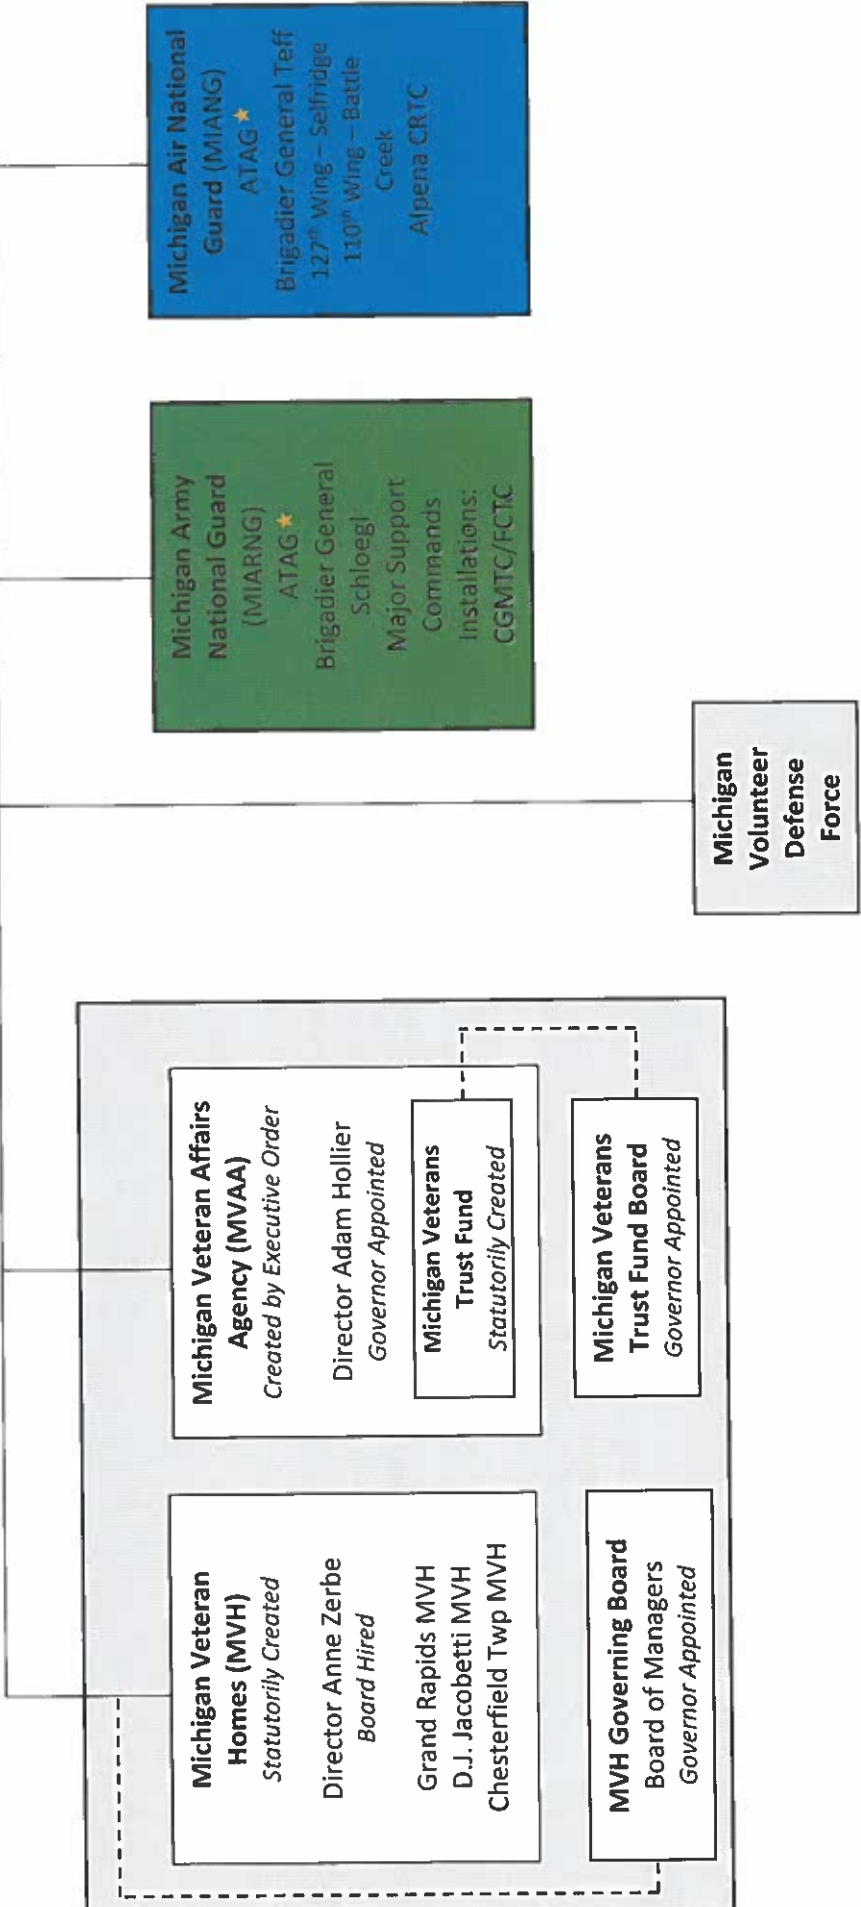 Michigan Veteran
Homes (MVH)
Statutorily Created
Director Anne Zerbe
Board Hired
Grand Rapids MVH
D.J. Jacobetti MVH
Chesterfield Twp MVH
MVH Governing Board
Board of Managers
Governor Appointed
Michigan Veteran Affairs
Agency (MVAA)
Created by Executive Order
Director Adam Hollier
Governor Appointed
Michigan Veterans
Trust Fund
Statutorily Created
Michigan Veterans
Trust Fund Board
Governor Appointed
Michigan
Volunteer
Defense
Force
Michigan Army
National Guard
(MIARNG)
ATAG
Brigadier General
Schloegl
Major Support
Commands
Installations:
CGMTC/FCTC
Michigan Air National
Guard (MIANG)
ATAG
Brigadier General Teff
127th Wing – Selfridge
110th Wing – Battle
Creek
Alpena CRTC